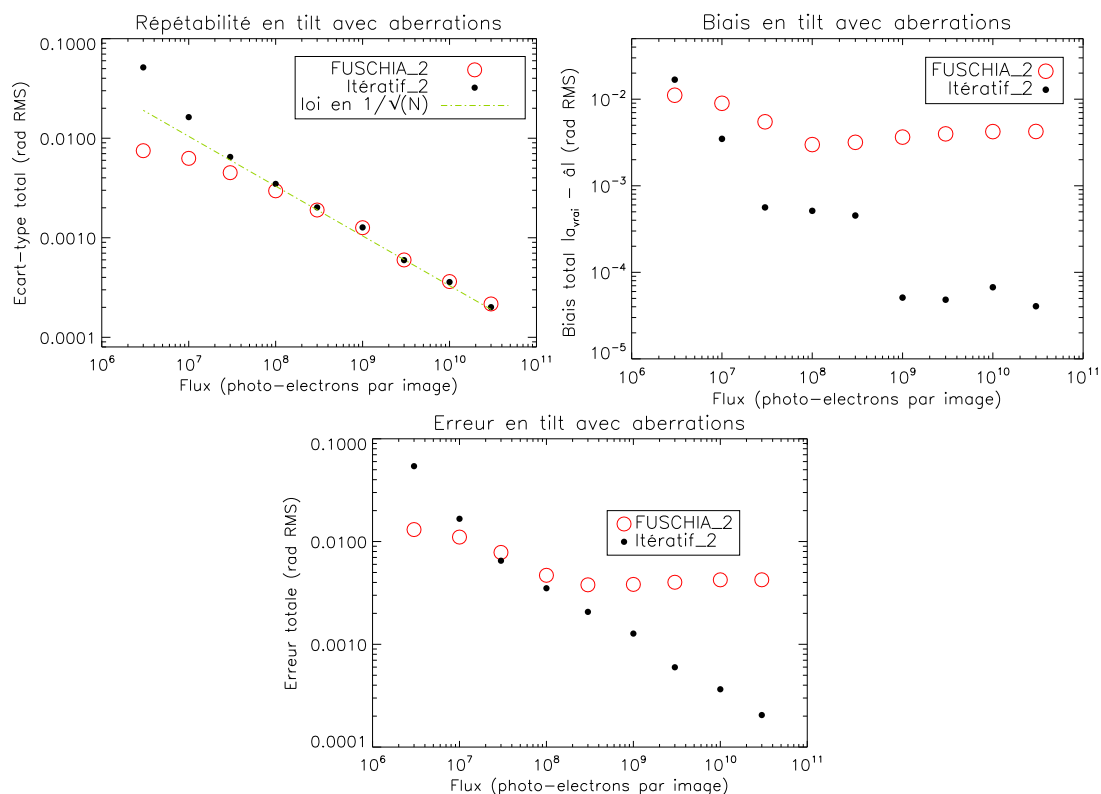 Répétabilité en tilt avec aberrations
0.1000
0.0100
0.0010
0.0001
Ecart-type total (rad RMS)
FUSCHIA_2
Itératif_2
loi en 1/√(N)
10⁶ 10⁷ 10⁸ 10⁹ 10¹⁰ 10¹¹
Flux (photo-electrons par image)
Biais en tilt avec aberrations
10⁻²
10⁻³
10⁻⁴
10⁻⁵
Biais total |a_vrai - â| (rad RMS)
FUSCHIA_2
Itératif_2
10⁶ 10⁷ 10⁸ 10⁹ 10¹⁰ 10¹¹
Flux (photo-electrons par image)
Erreur en tilt avec aberrations
0.1000
0.0100
0.0010
0.0001
Erreur totale (rad RMS)
FUSCHIA_2
Itératif_2
10⁶ 10⁷ 10⁸ 10⁹ 10¹⁰ 10¹¹
Flux (photo-electrons par image)